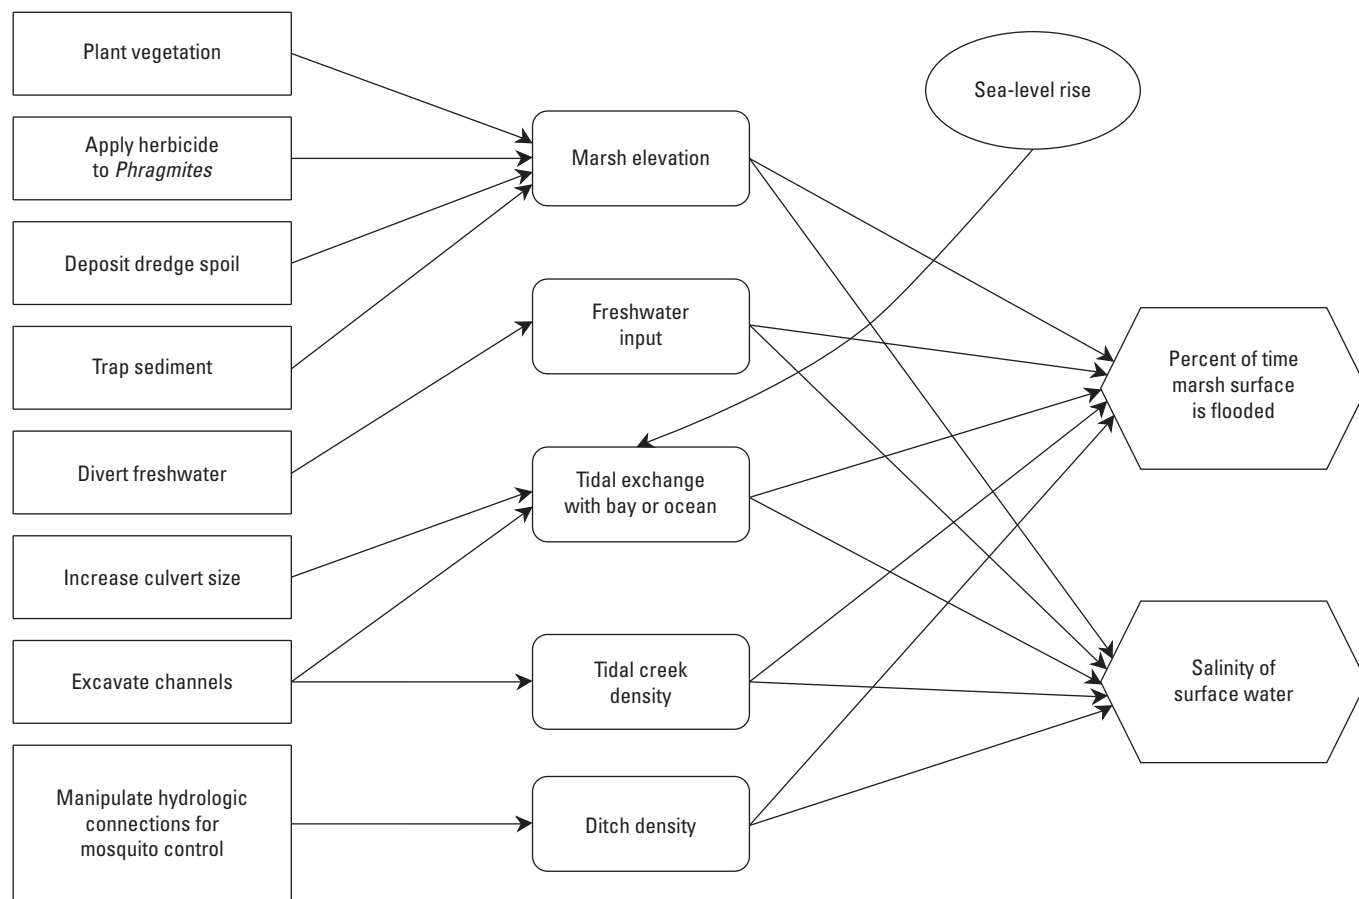 Plant vegetation
Apply herbicide
to Phragmites
Deposit dredge spoil
Trap sediment
Divert freshwater
Increase culvert size
Excavate channels
Manipulate hydrologic
connections for
mosquito control
Marsh elevation
Freshwater
input
Tidal exchange
with bay or ocean
Tidal creek
density
Ditch density
Sea-level rise
Percent of time
marsh surface
is flooded
Salinity of
surface water